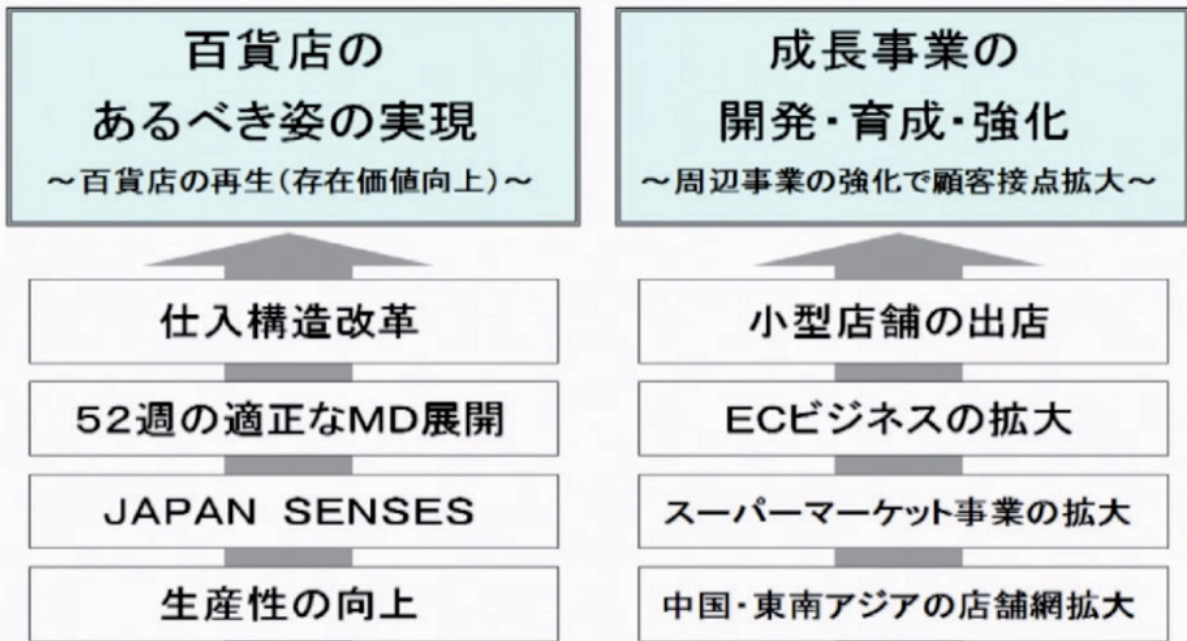 百貨店の
あるべき姿の実現
～百貨店の再生(存在価値向上)～
仕入構造改革
52週の適正なMD展開
JAPAN SENSES
生産性の向上
成長事業の
開発・育成・強化
～周辺事業の強化で顧客接点拡大～
小型店舗の出店
ECビジネスの拡大
スーパーマーケット事業の拡大
中国・東南アジアの店舗網拡大